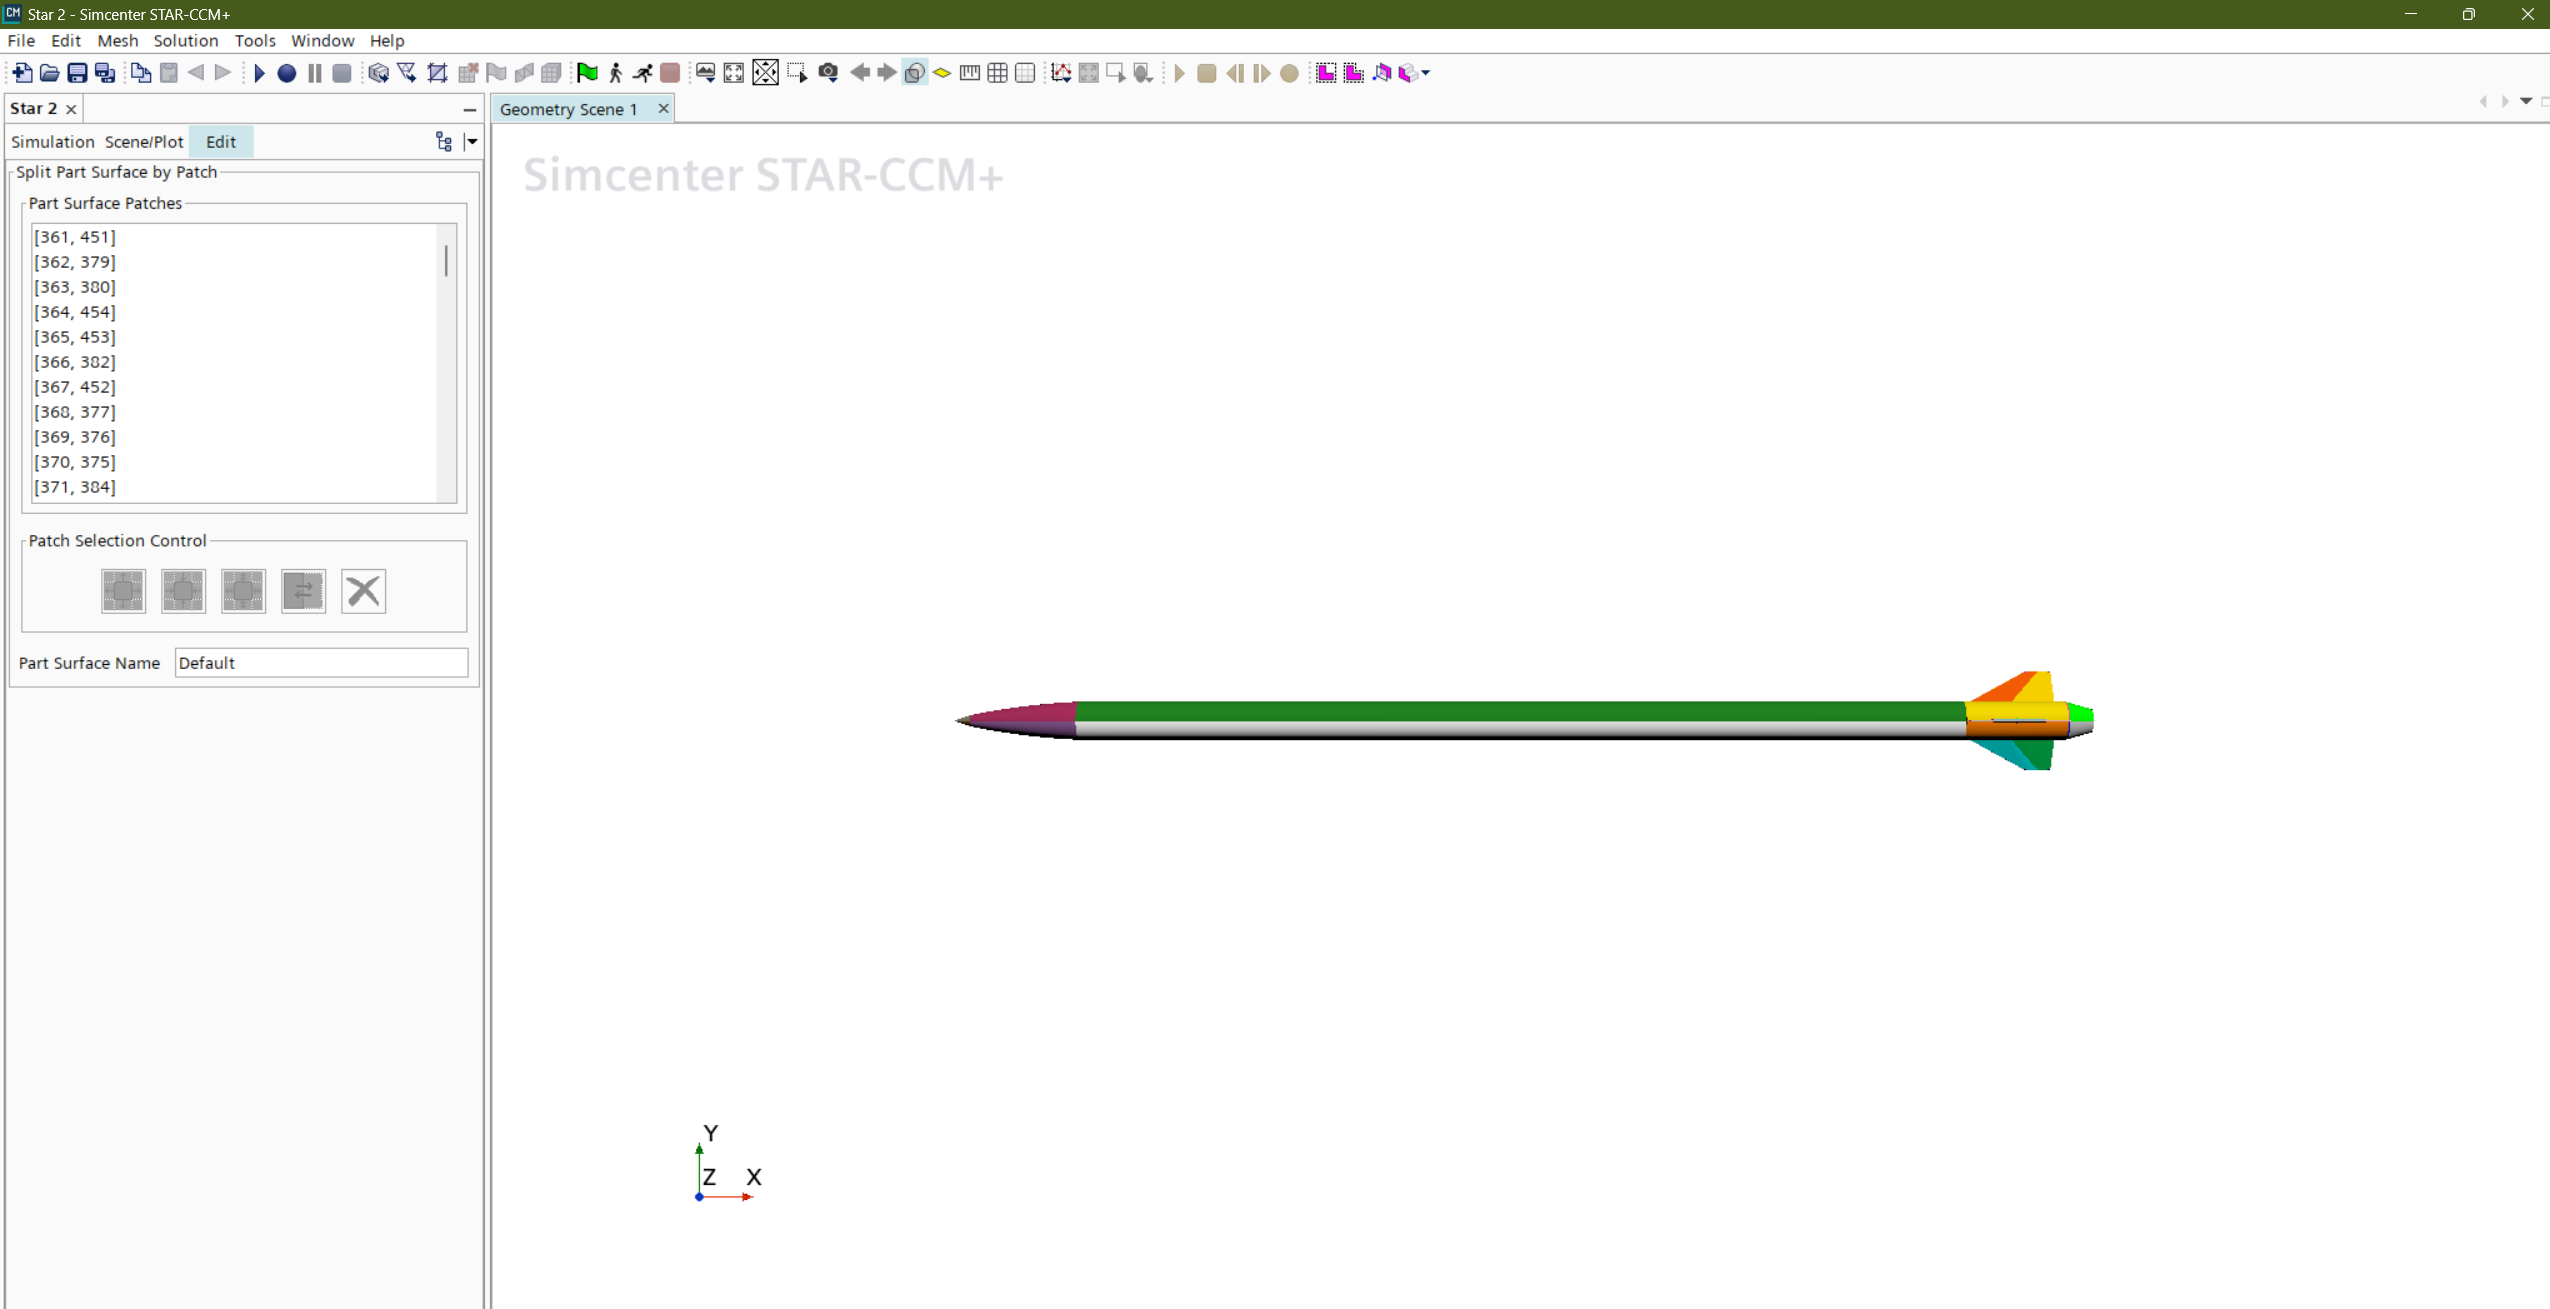 CM Star 2 - Simcenter STAR-CCM+
File Edit Mesh Solution Tools Window Help
Star 2
Geometry Scene 1
Simulation Scene/Plot Edit
Split Part Surface by Patch
Part Surface Patches
[361, 451]
[362, 379]
[363, 380]
[364, 454]
[365, 453]
[366, 382]
[367, 452]
[368, 377]
[369, 376]
[370, 375]
[371, 384]
Patch Selection Control
Part Surface Name Default
Simcenter STAR-CCM+
Y
Z X